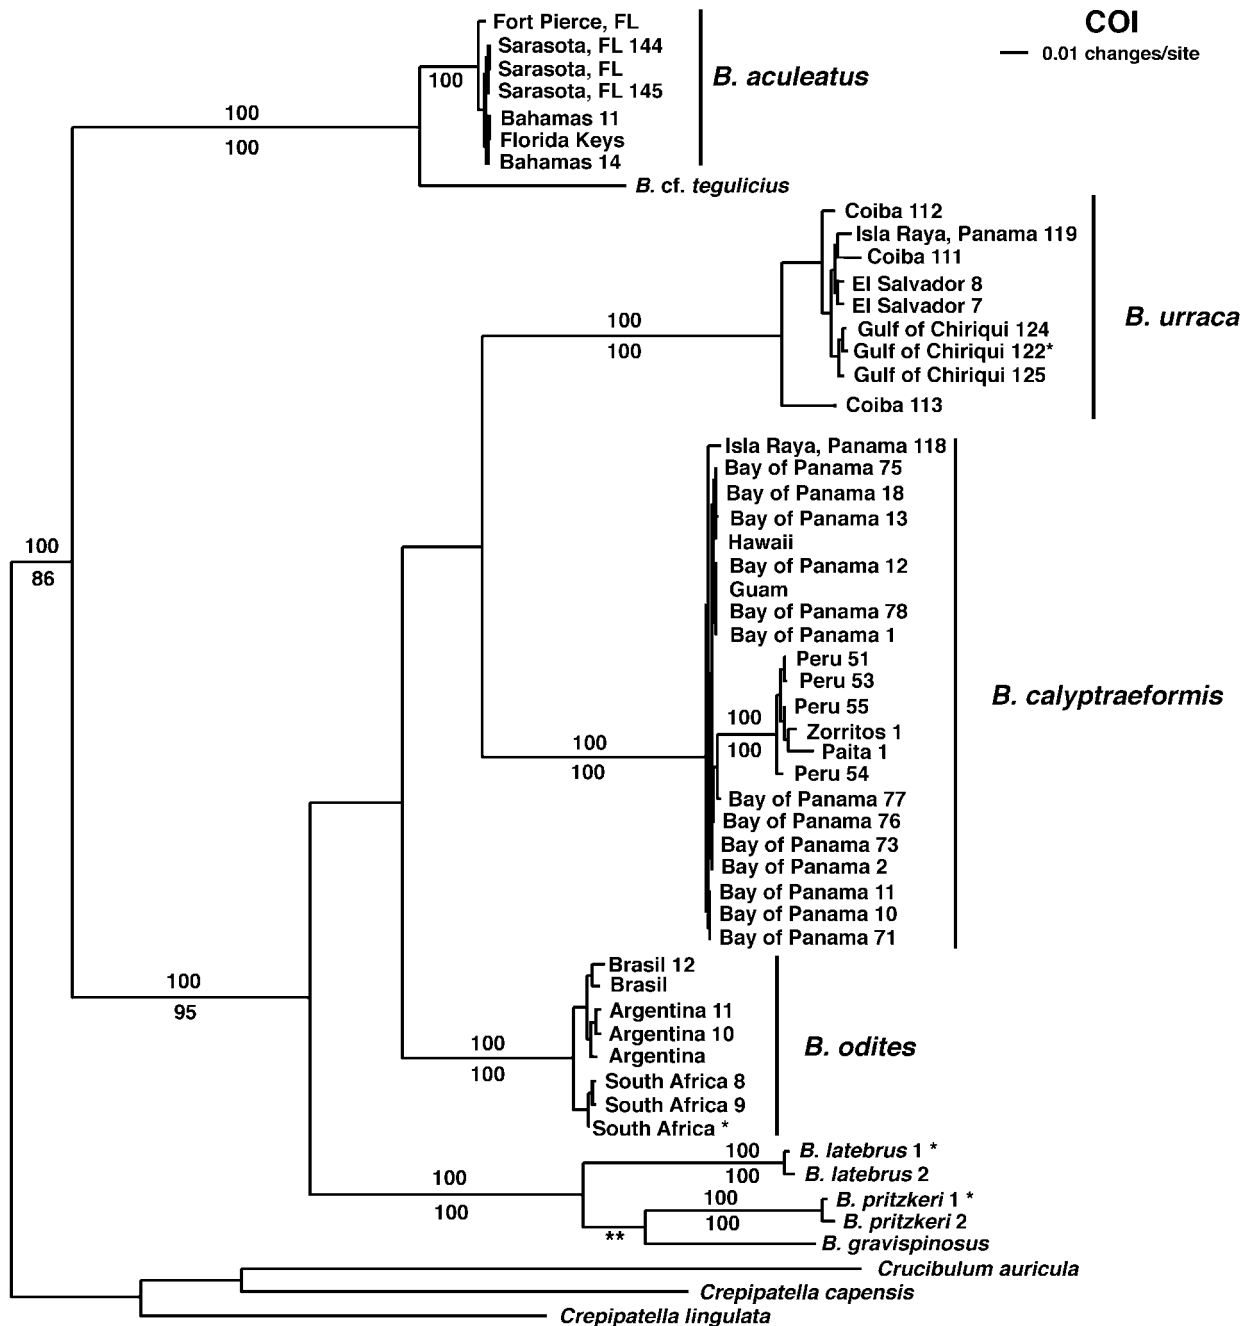 COI
0.01 changes/site
Fort Pierce, FL
Sarasota, FL 144
Sarasota, FL
Sarasota, FL 145
Bahamas 11
Florida Keys
Bahamas 14
B. aculeatus
100
100
100
B. cf. tegulicius
Coiba 112
Isla Raya, Panama 119
Coiba 111
El Salvador 8
El Salvador 7
Gulf of Chiriqui 124
Gulf of Chiriqui 122*
Gulf of Chiriqui 125
Coiba 113
B. urraca
100
100
Isla Raya, Panama 118
Bay of Panama 75
Bay of Panama 18
Bay of Panama 13
Hawaii
Bay of Panama 12
Guam
Bay of Panama 78
Bay of Panama 1
Peru 51
Peru 53
Peru 55
Zorritos 1
Paita 1
Peru 54
Bay of Panama 77
Bay of Panama 76
Bay of Panama 73
Bay of Panama 2
Bay of Panama 11
Bay of Panama 10
Bay of Panama 71
B. calyptraeformis
100
100
100
100
100
86
Brasil 12
Brasil
Argentina 11
Argentina 10
Argentina
South Africa 8
South Africa 9
South Africa *
B. odites
100
100
100
95
B. latebrus 1 *
B. latebrus 2
B. pritzkeri 1 *
B. pritzkeri 2
B. gravispinosus
100
100
100
100
100
100
**
Crucibulum auricula
Crepipatella capensis
Crepipatella lingulata